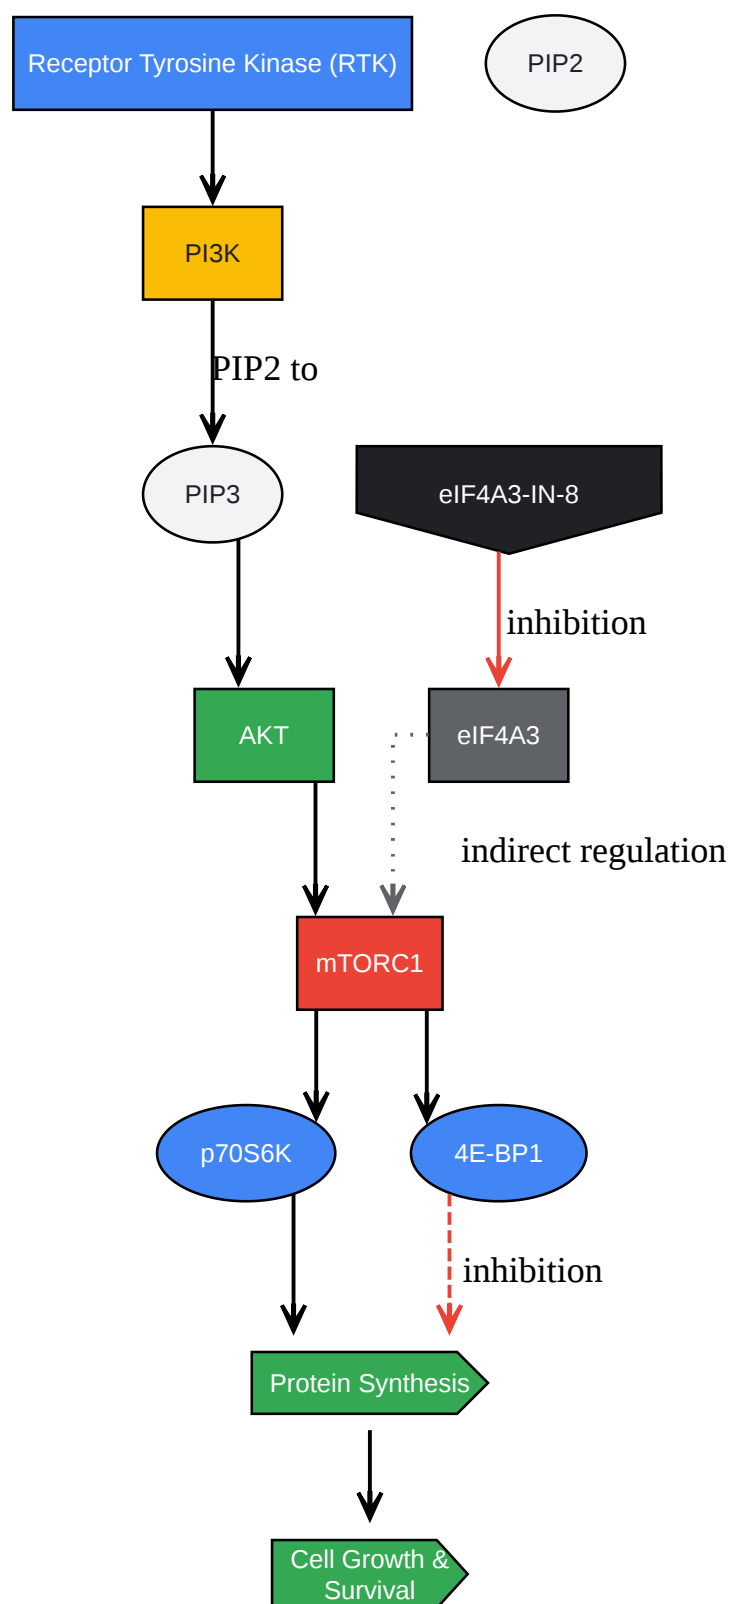 Receptor Tyrosine Kinase (RTK)
PIP2
PI3K
PIP2 to
PIP3
eIF4A3-IN-8
inhibition
AKT
eIF4A3
indirect regulation
mTORC1
p70S6K
4E-BP1
inhibition
Protein Synthesis
Cell Growth &
Survival